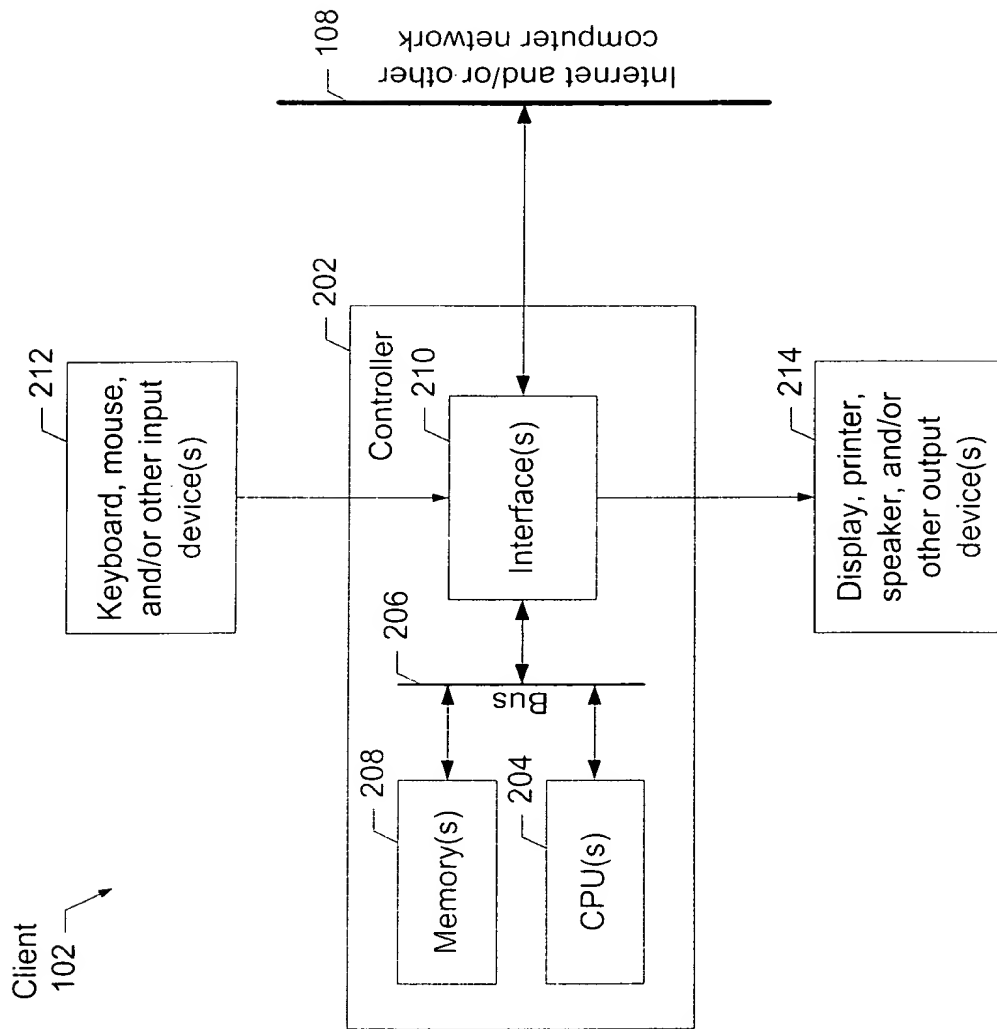 Client
102
212
Keyboard, mouse,
and/or other input
device(s)
202
Controller
208
Memory(s)
204
CPU(s)
206
Bus
210
Interface(s)
108
Internet and/or other
computer network
214
Display, printer,
speaker, and/or
other output
device(s)